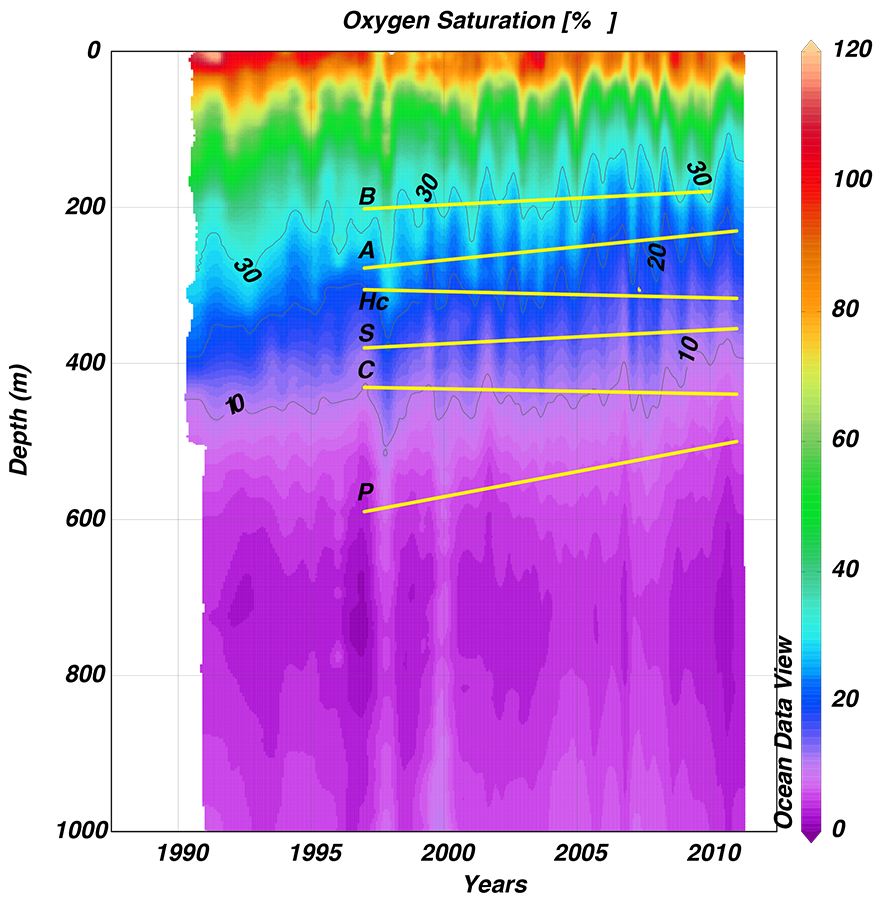 Oxygen Saturation [% ]
0
200
400
600
800
1000
Depth (m)
1990
1995
2000
2005
2010
Years
B
A
Hc
S
C
P
30
30
30
20
10
10
Ocean Data View
120
100
80
60
40
20
0